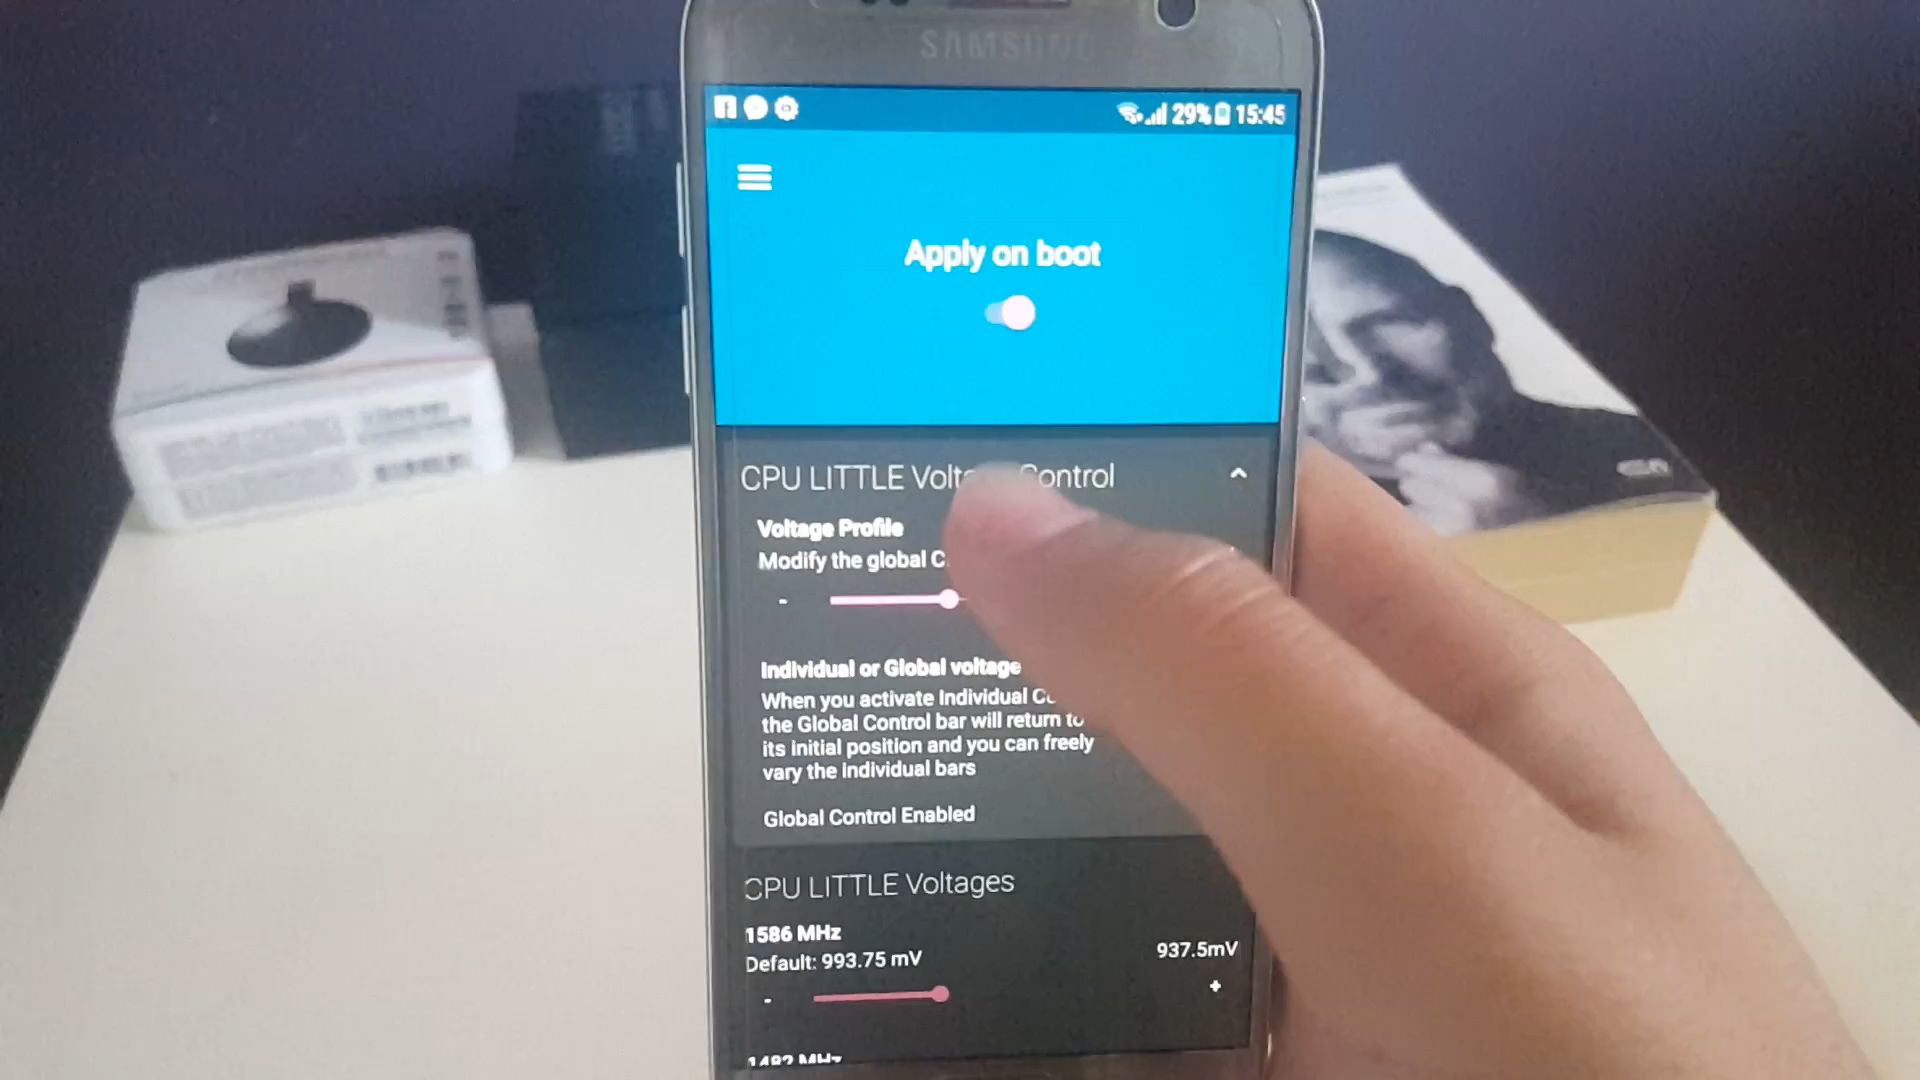 SAMSUNG
29% 15:45
Apply on boot
CPU LITTLE Control
Voltage Profile
Modify the global
-
Individual or Global voltage
When you activate Individual
the Global Control bar will return to
its initial position and you can freely
vary the individual bars
Global Control Enabled
CPU LITTLE Voltages
1586 MHz
Default: 993.75 mV
937.5mV
- +
1482 MHz